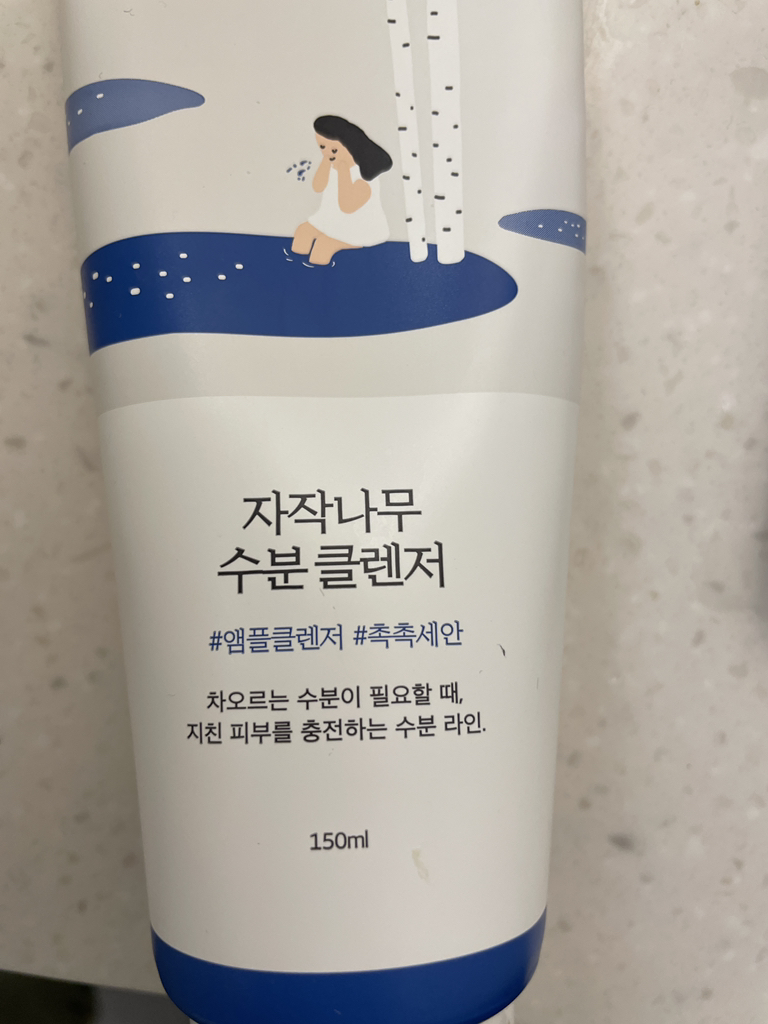 자작나무
수분 클렌저
#앰플클렌저 #촉촉세안
차오르는 수분이 필요할 때,
지친 피부를 충전하는 수분 라인.
150ml